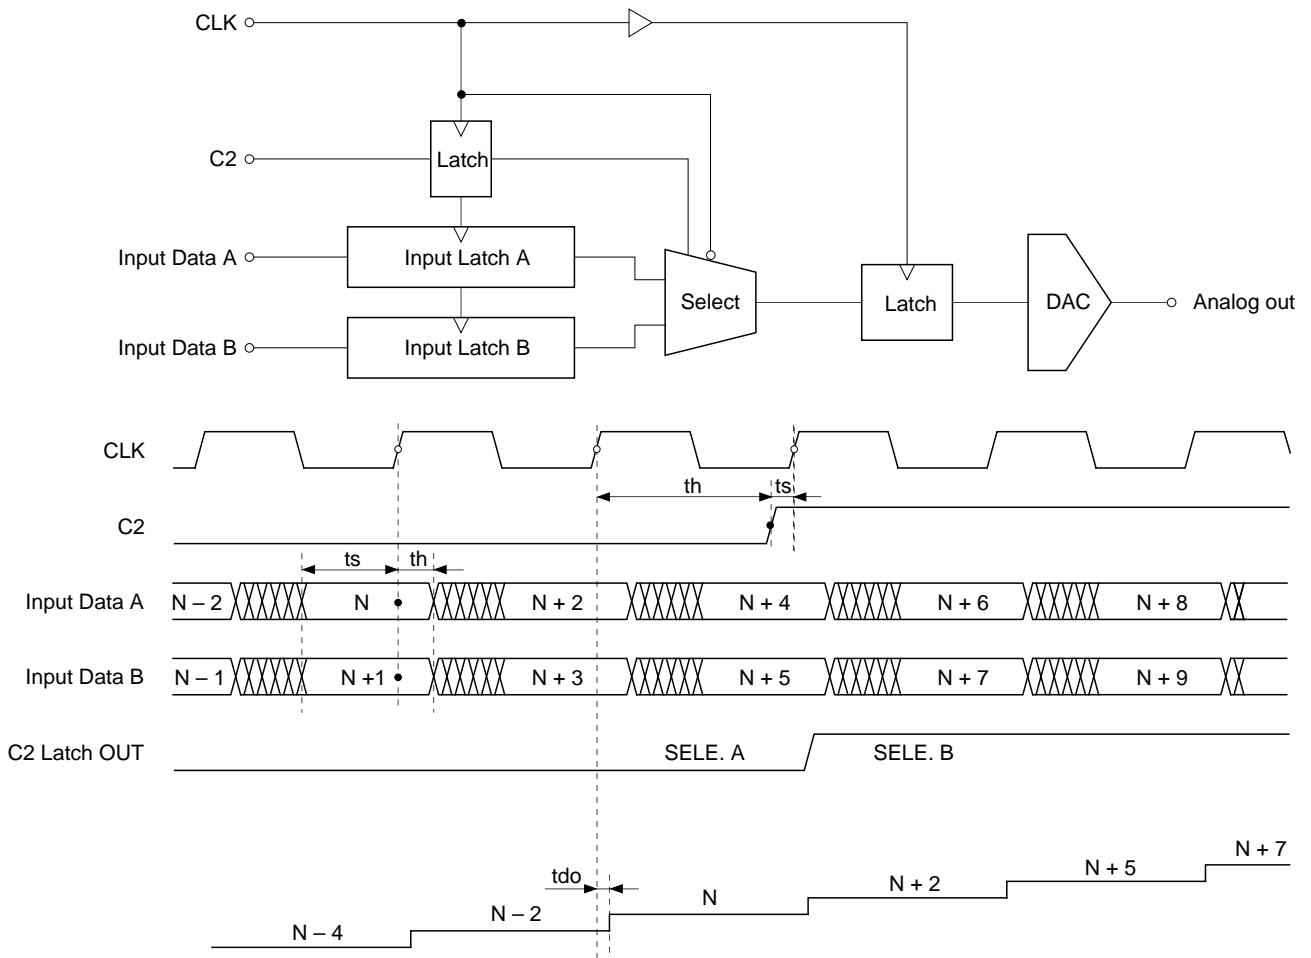 CLK
C2
Latch
Input Data A
Input Latch A
Select
Latch
DAC
Analog out
Input Data B
Input Latch B
CLK
th
ts
C2
ts
th
Input Data A
N – 2
N
N + 2
N + 4
N + 6
N + 8
Input Data B
N – 1
N +1
N + 3
N + 5
N + 7
N + 9
C2 Latch OUT
SELE. A
SELE. B
tdo
N – 4
N – 2
N
N + 2
N + 5
N + 7